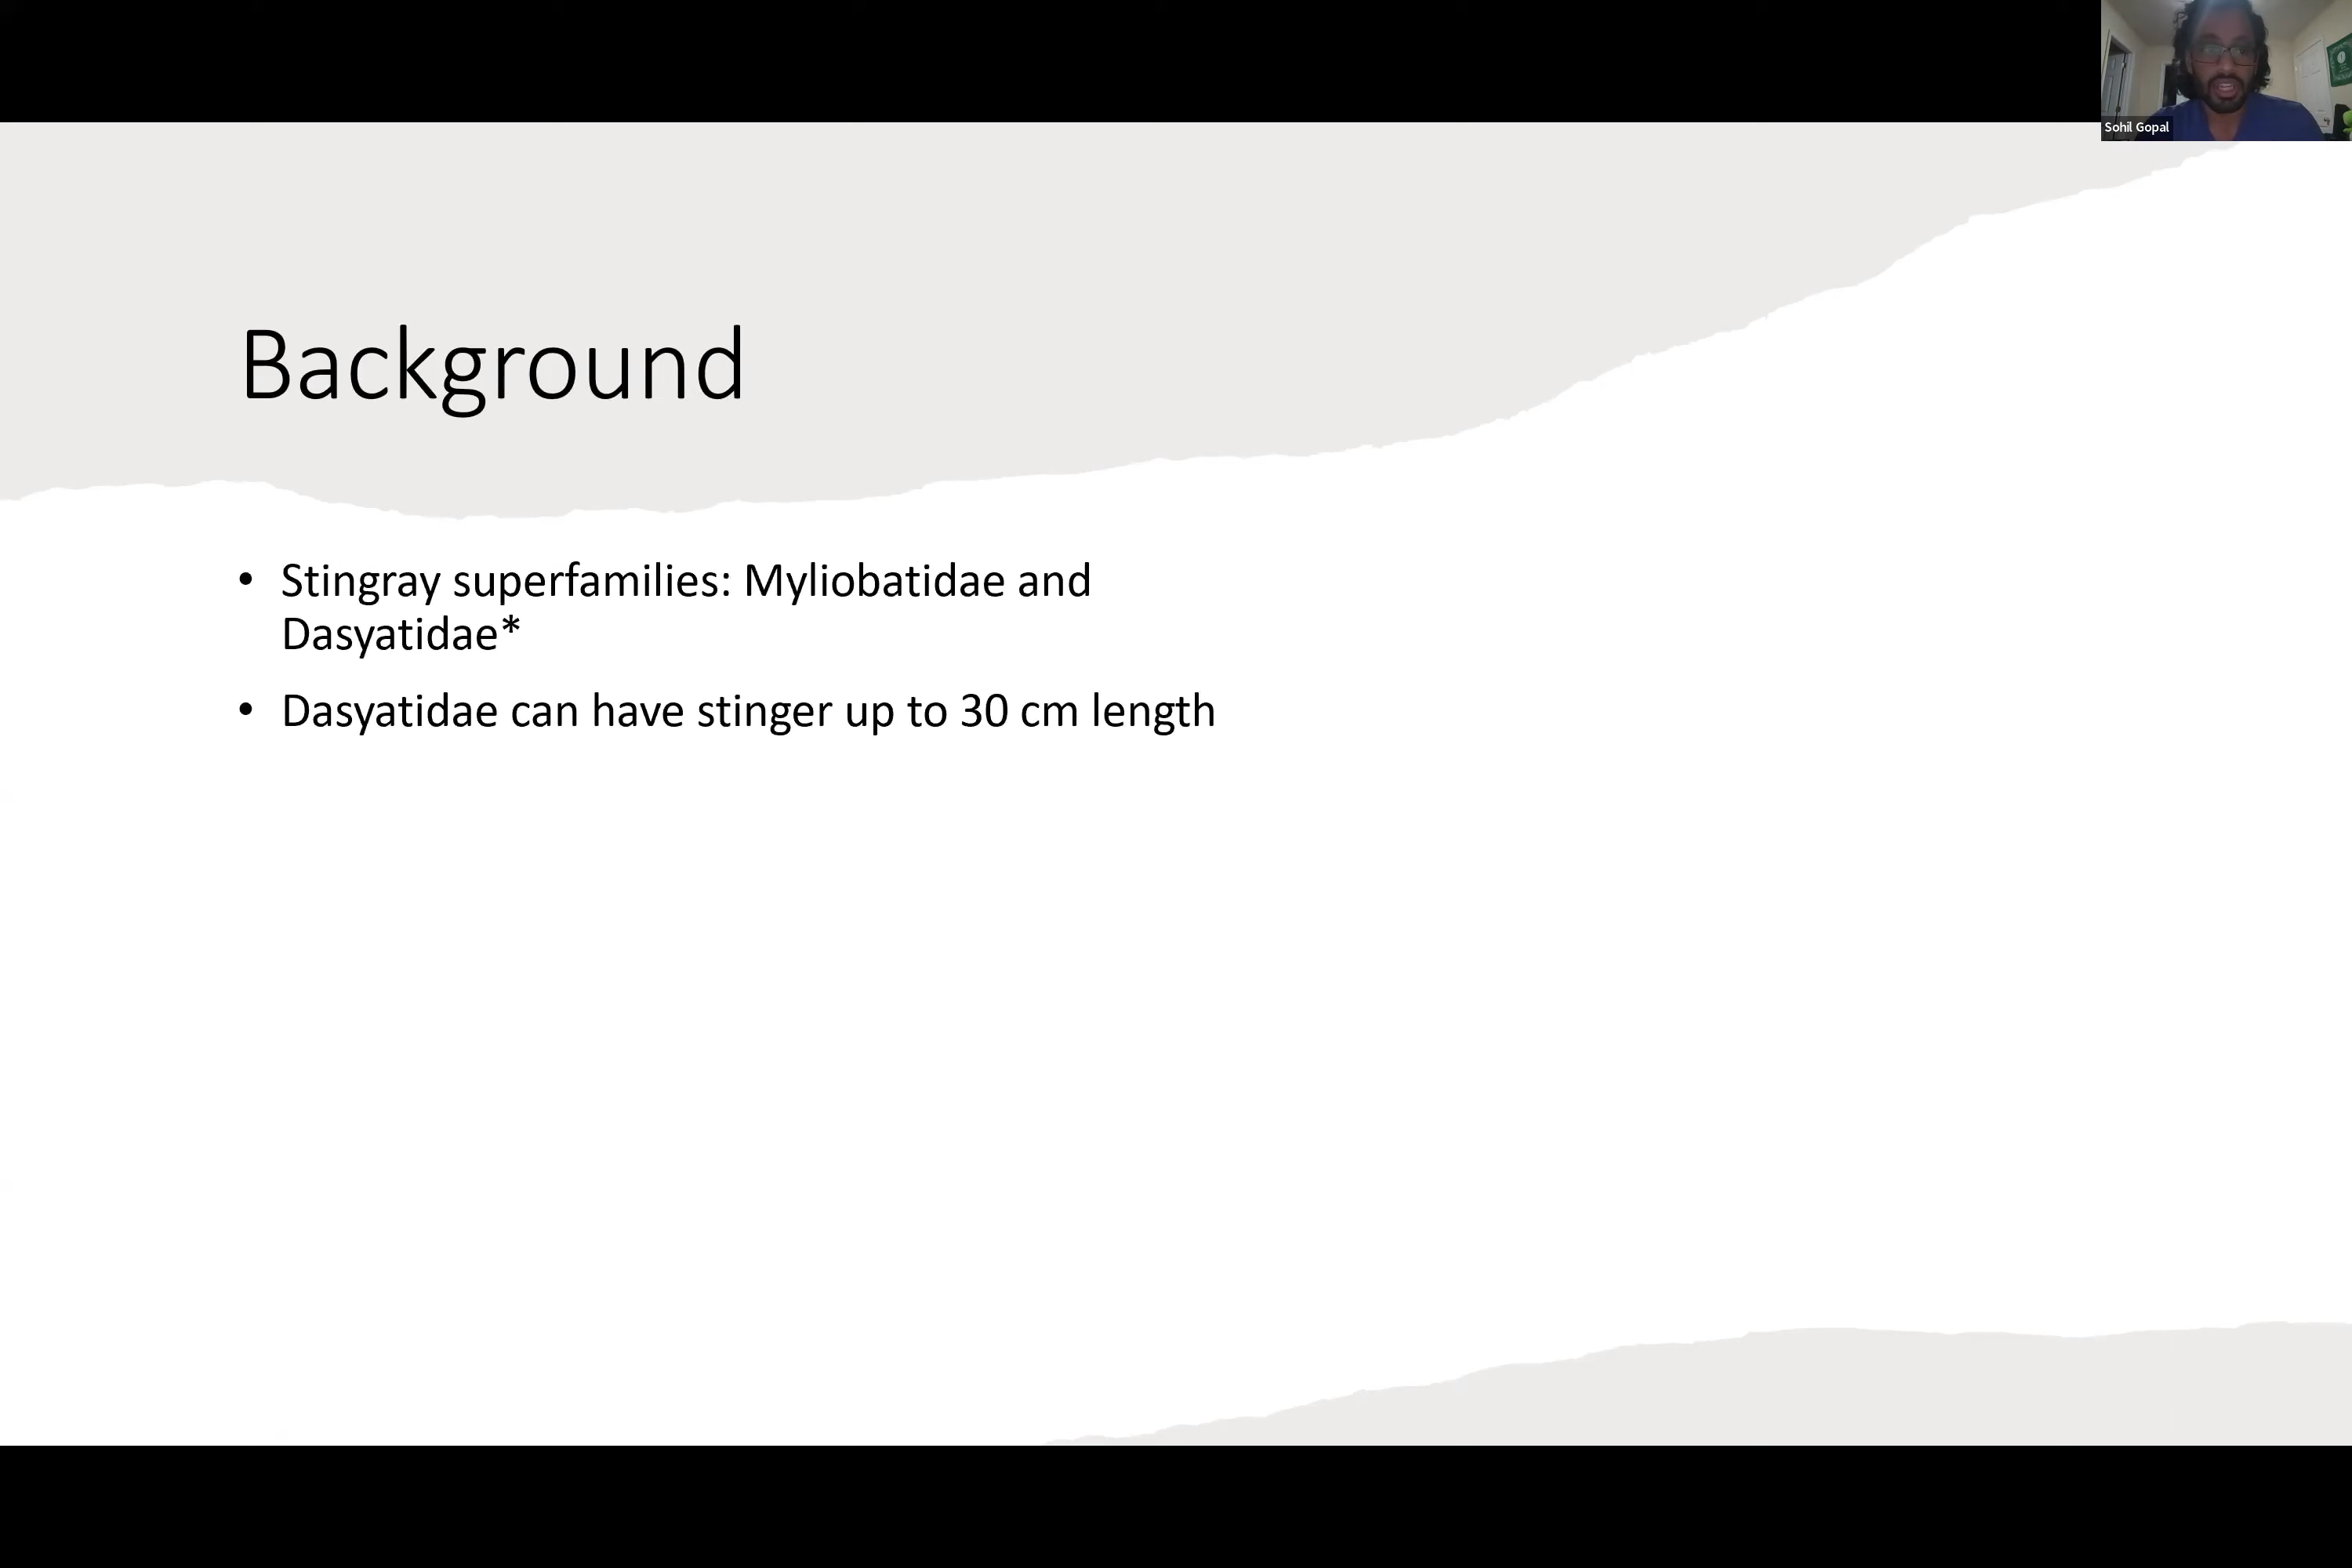 Sohil Gopal
Background
• Stingray superfamilies: Myliobatidae and
Dasyatidae*
• Dasyatidae can have stinger up to 30 cm length